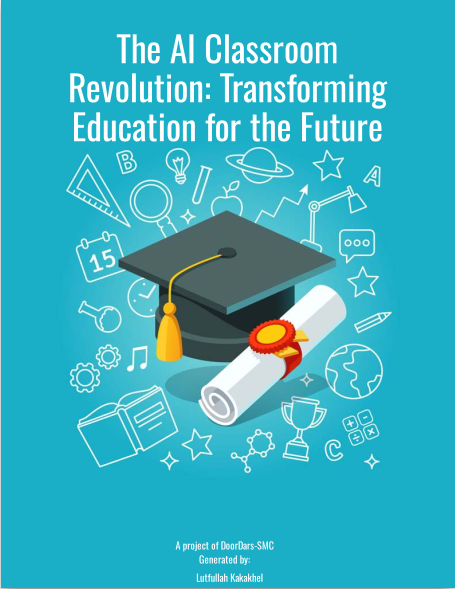 The AI Classroom
Revolution: Transforming
Education for the Future
B
A
15
C
A project of DoorDars-SMC
Generated by:
Lutfullah Kakakhel